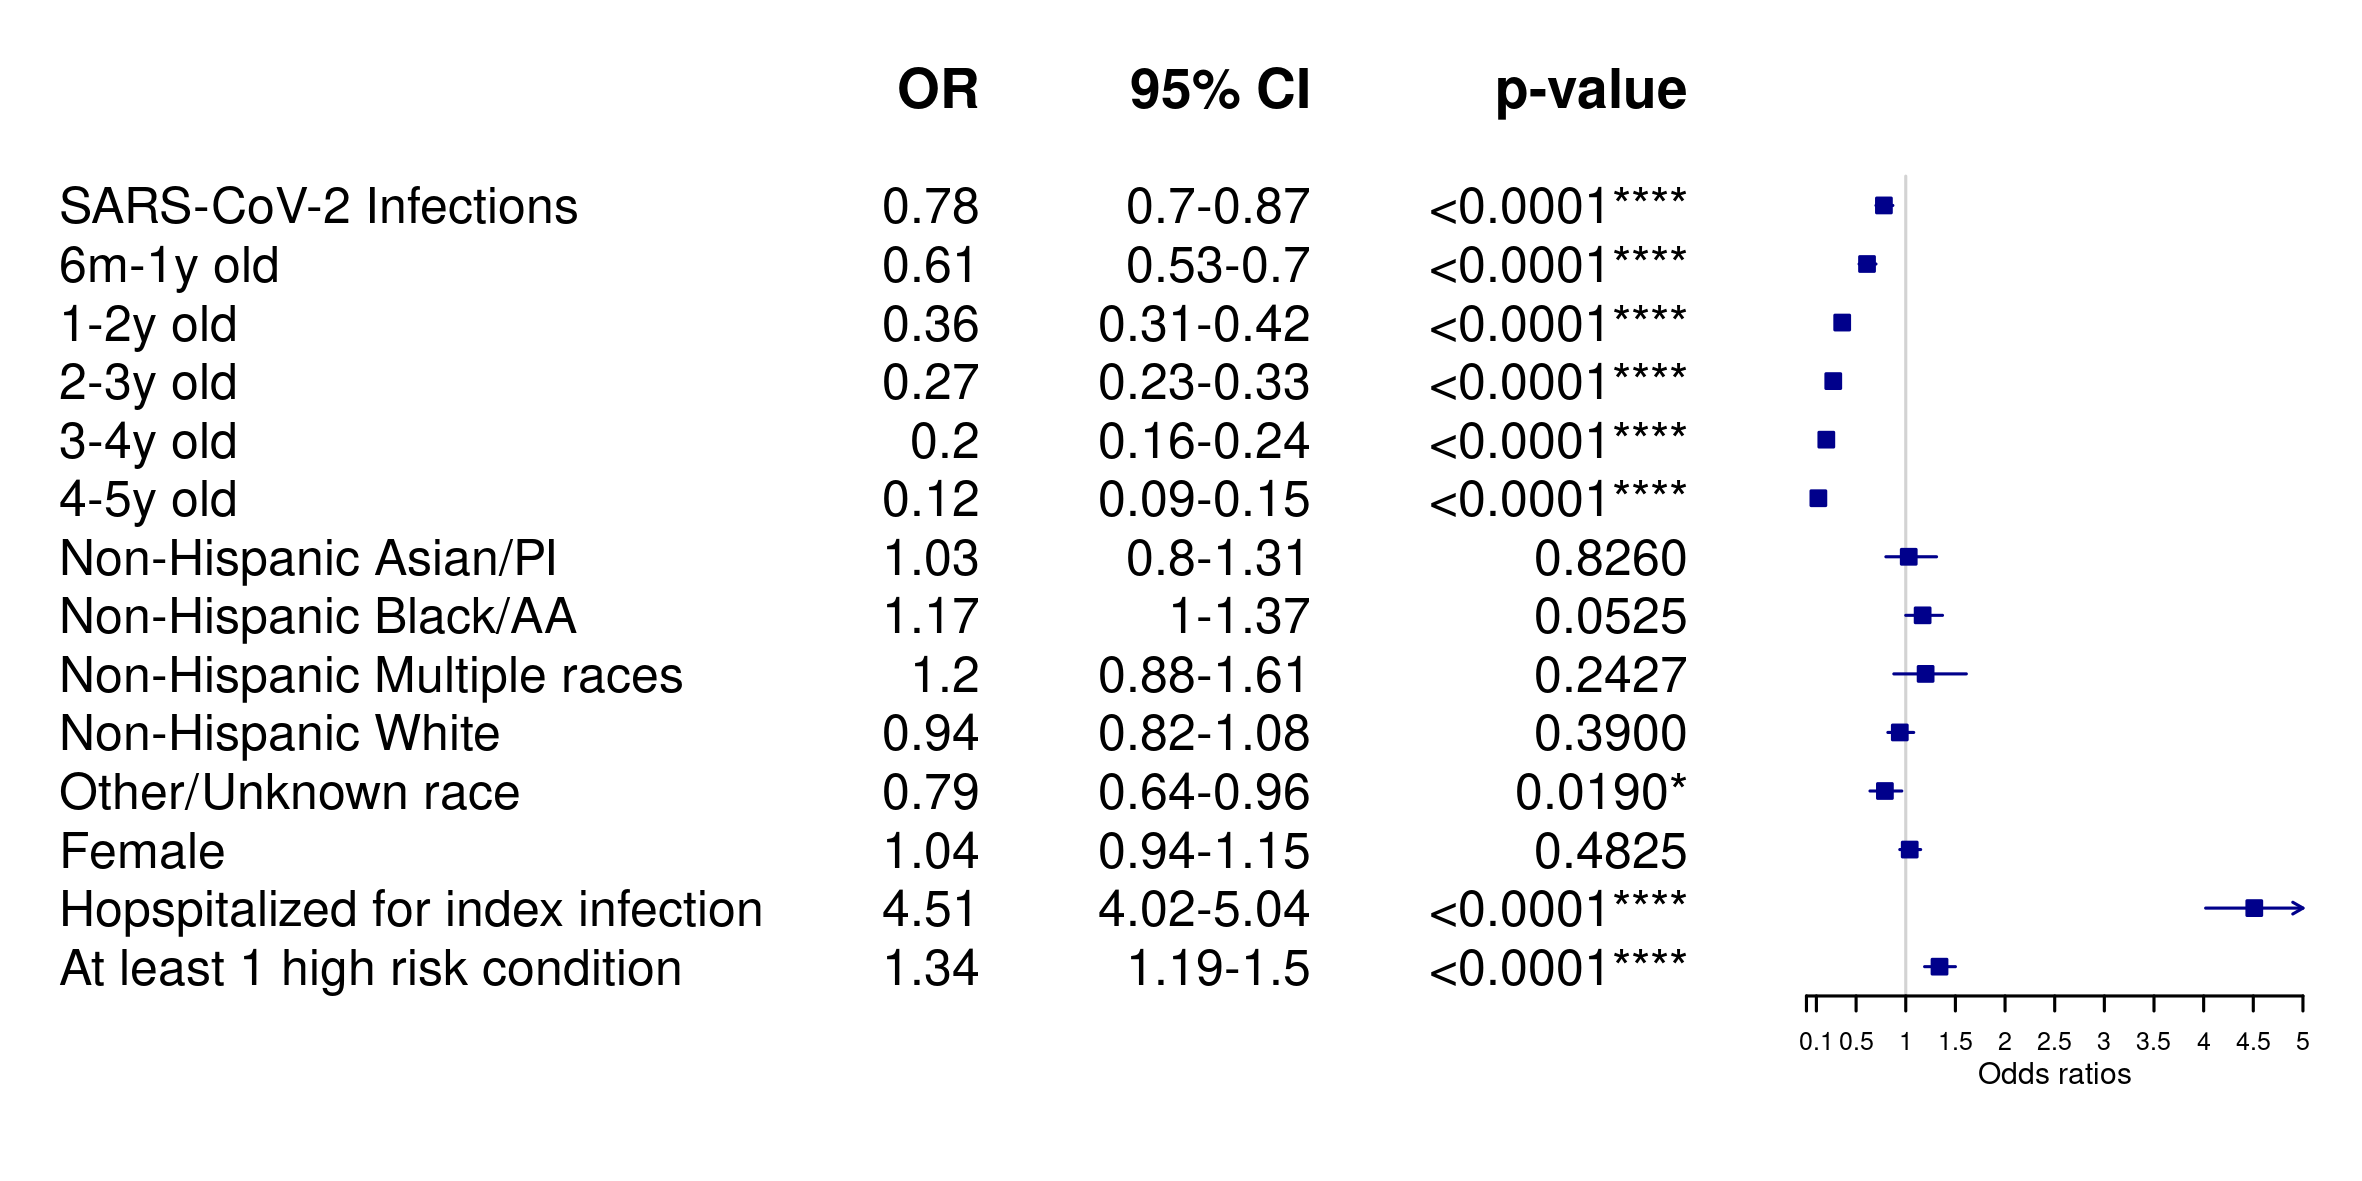 OR 95% CI p-value
SARS-CoV-2 Infections 0.78 0.7-0.87 <0.0001****
6m-1y old 0.61 0.53-0.7 <0.0001****
1-2y old 0.36 0.31-0.42 <0.0001****
2-3y old 0.27 0.23-0.33 <0.0001****
3-4y old 0.2 0.16-0.24 <0.0001****
4-5y old 0.12 0.09-0.15 <0.0001****
Non-Hispanic Asian/PI 1.03 0.8-1.31 0.8260
Non-Hispanic Black/AA 1.17 1-1.37 0.0525
Non-Hispanic Multiple races 1.2 0.88-1.61 0.2427
Non-Hispanic White 0.94 0.82-1.08 0.3900
Other/Unknown race 0.79 0.64-0.96 0.0190*
Female 1.04 0.94-1.15 0.4825
Hopspitalized for index infection 4.51 4.02-5.04 <0.0001****
At least 1 high risk condition 1.34 1.19-1.5 <0.0001****
0.1 0.5 1 1.5 2 2.5 3 3.5 4 4.5 5
Odds ratios